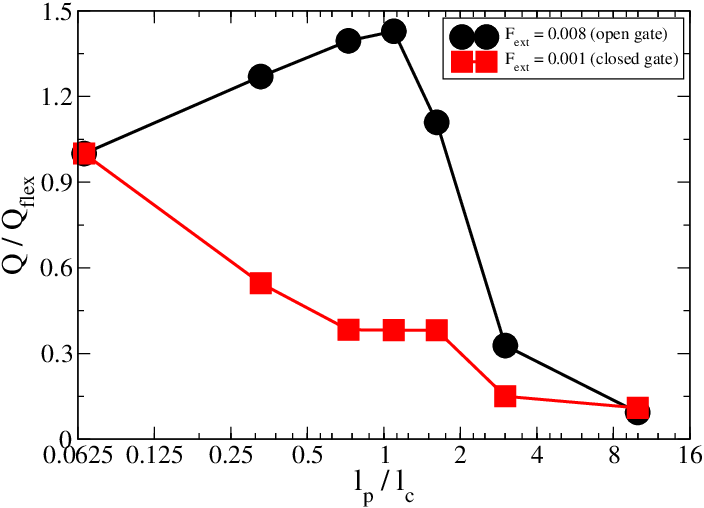 1.5
1.2
0.9
0.6
0.3
0
Q / Q_flex
F_ext = 0.008 (open gate)
F_ext = 0.001 (closed gate)
0.0625 0.125 0.25 0.5 1 2 4 8 16
l_p / l_c